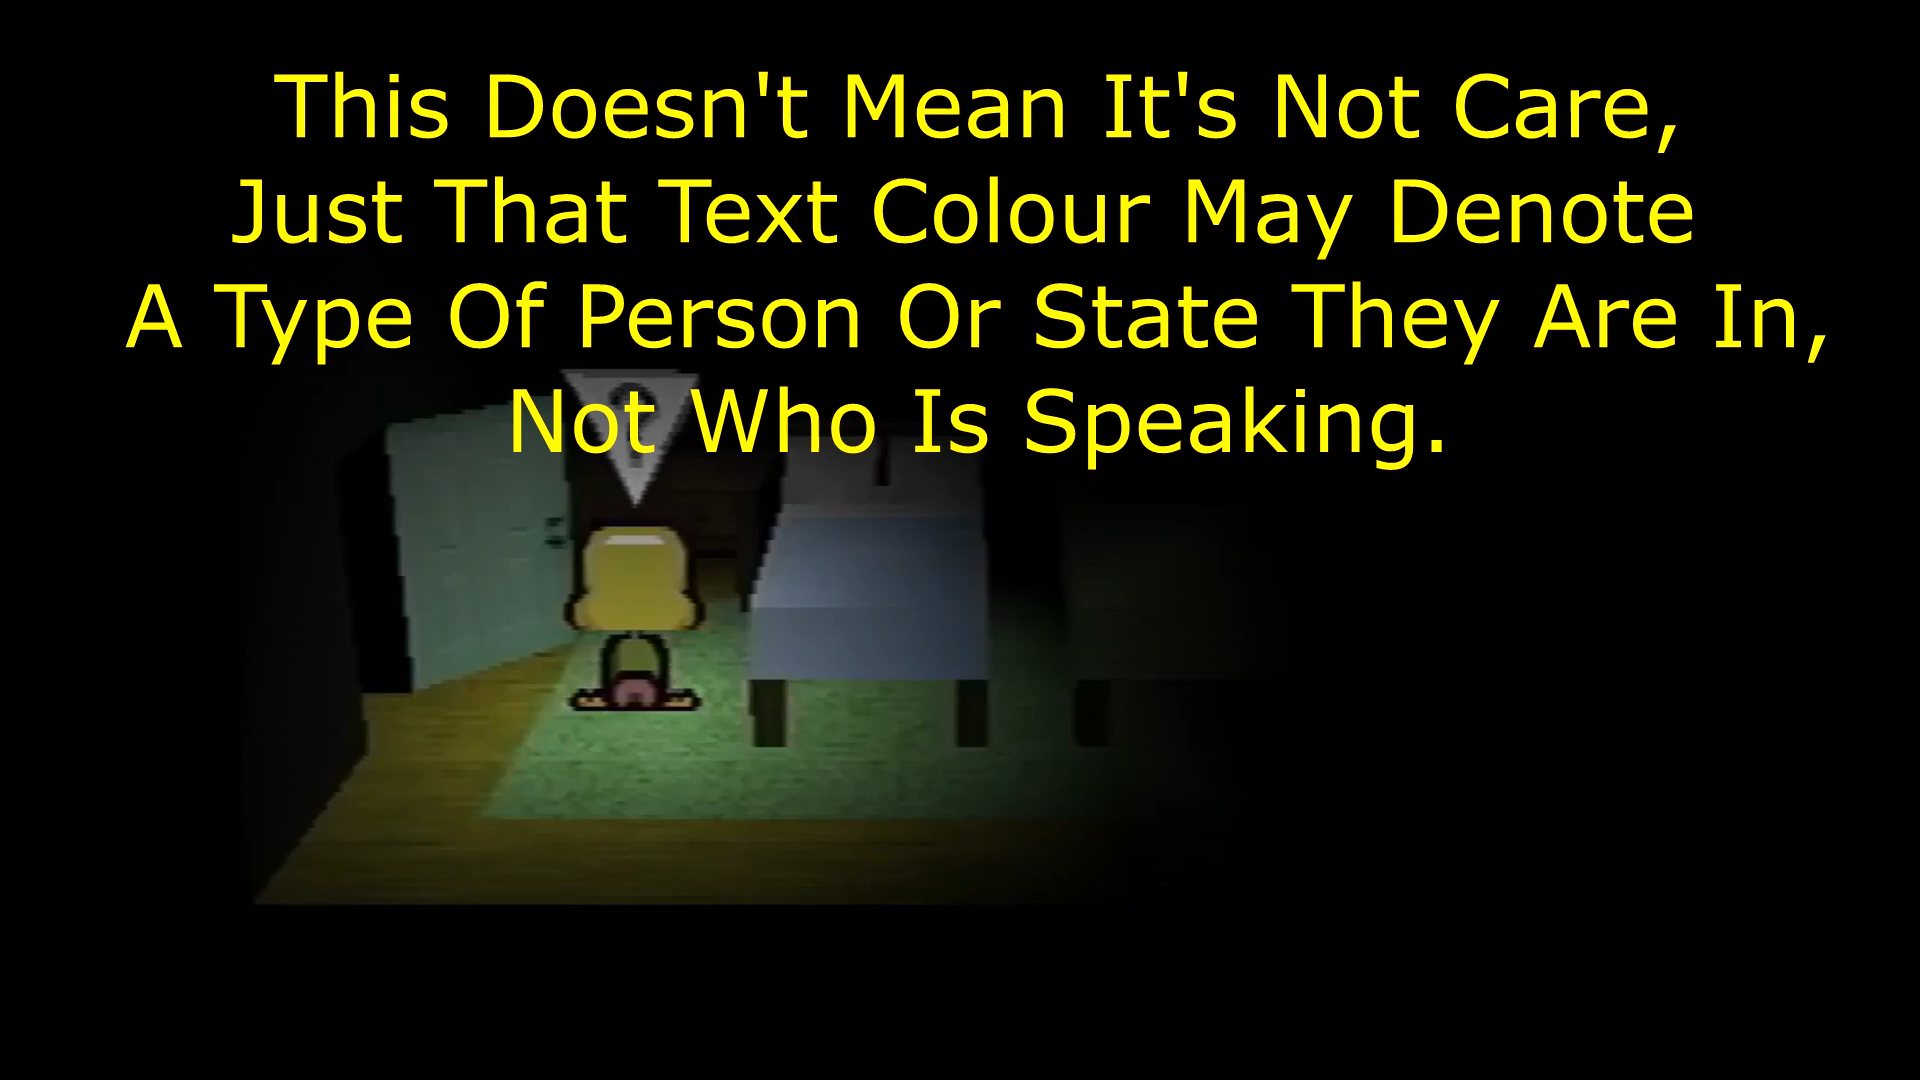 This Doesn't Mean It's Not Care,
Just That Text Colour May Denote
A Type Of Person Or State They Are In,
Not Who Is Speaking.
?